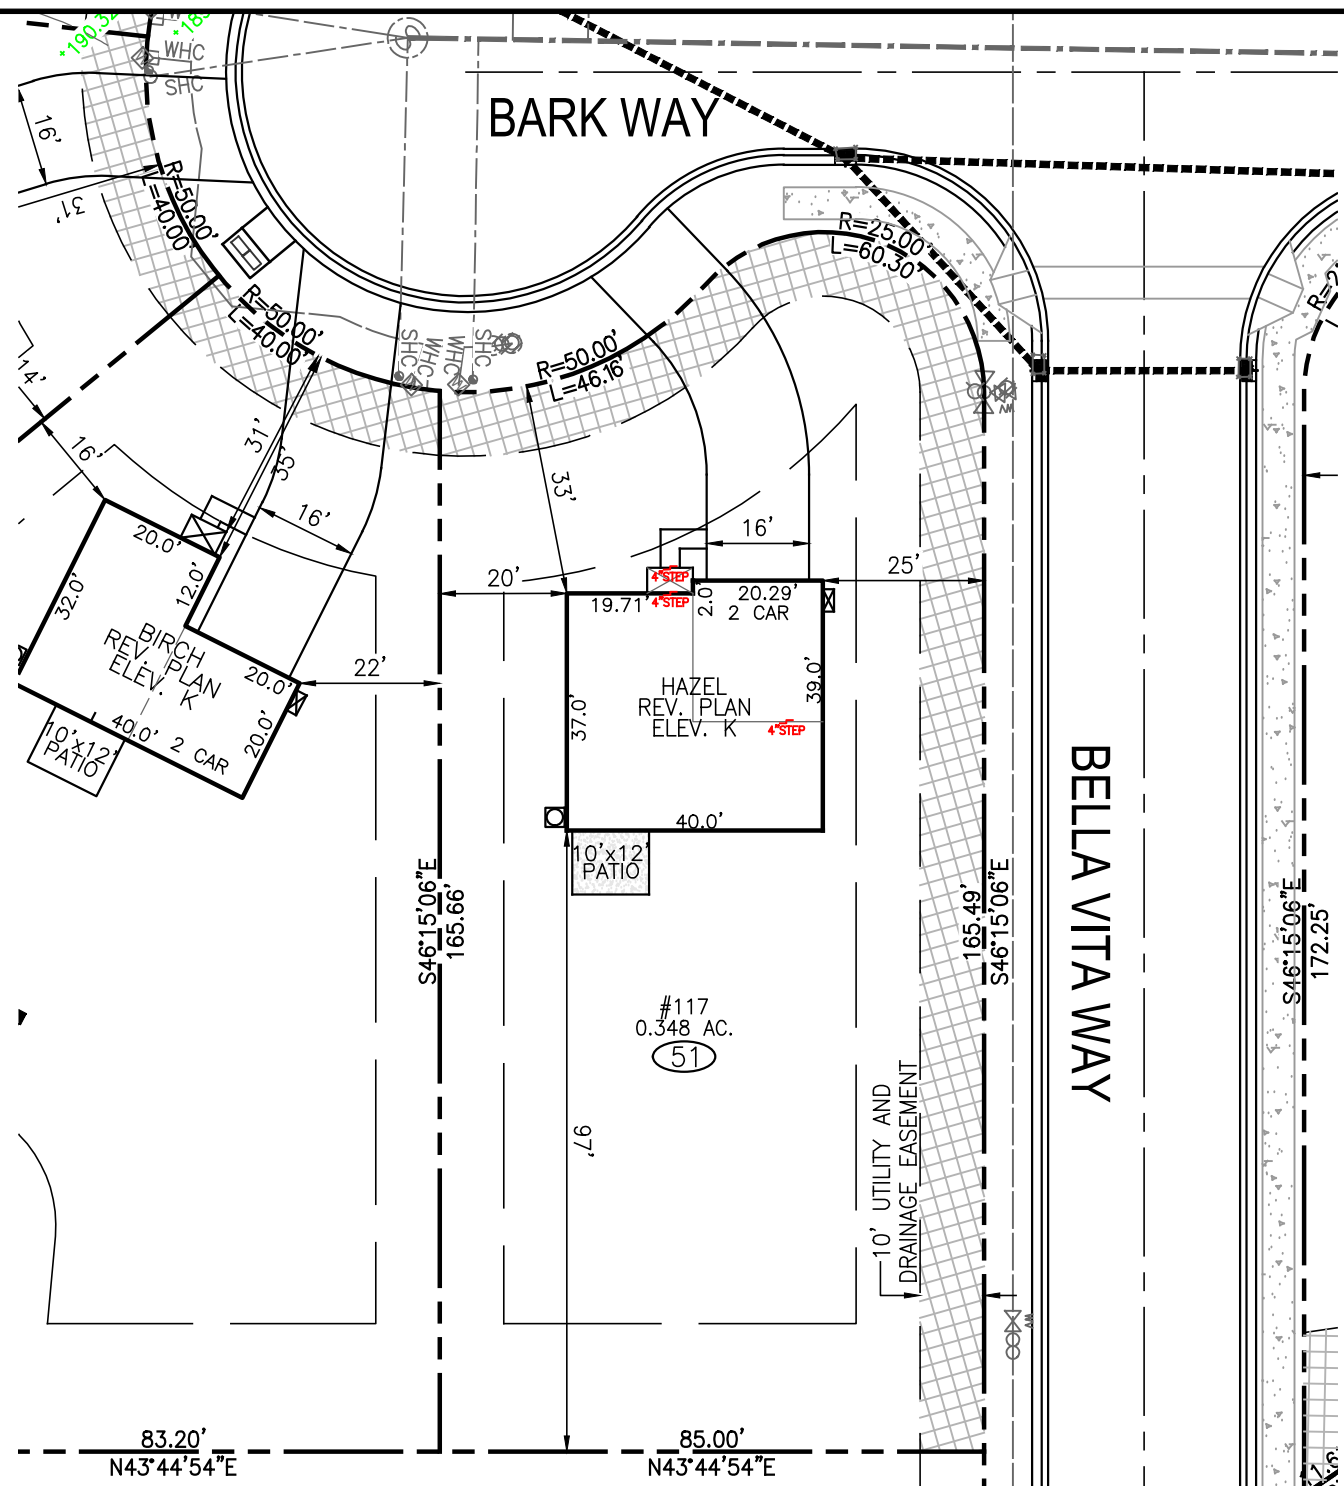 WHC
SHC
BARK WAY
16'
31'
R=50.00'
L=40.00'
R=50.00'
L=40.00'
SHC
WHC
WHC
SHC
R=50.00'
L=46.16'
R=25.00'
L=60.30'
14'
16'
31'
35'
16'
33'
16'
20'
25'
22'
20.0'
12.0'
32.0'
BIRCH
REV. PLAN
ELEV. K
20.0'
20.0'
40.0'
2 CAR
10'x12'
PATIO
4"STEP
4"STEP
19.71'
2.0'
20.29'
2 CAR
HAZEL
REV. PLAN
ELEV. K
37.0'
39.0'
4"STEP
40.0'
10'x12'
PATIO
S46°15'06"E
165.66'
165.49'
S46°15'06"E
BELLA VITA WAY
S46°15'06"E
172.25'
#117
0.348 AC.
51
97'
10' UTILITY AND
DRAINAGE EASEMENT
83.20'
N43°44'54"E
85.00'
N43°44'54"E